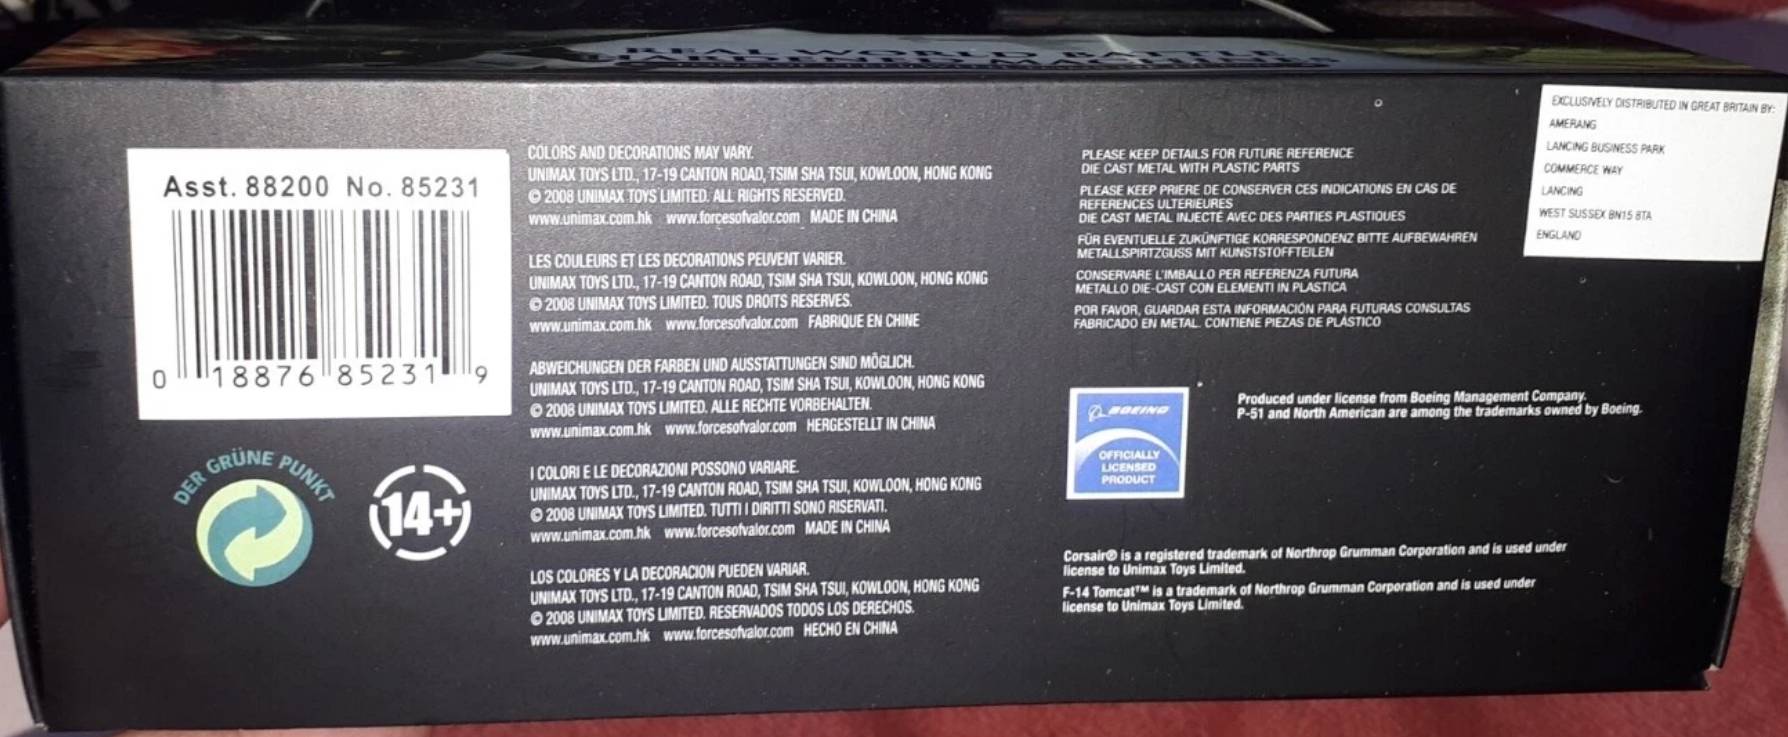 REAL WORLD BATTLE
HARDENED MACHINES
Asst. 88200 No. 85231
0 18876 85231 9
DER GRÜNE PUNKT
14+
COLORS AND DECORATIONS MAY VARY.
UNIMAX TOYS LTD., 17-19 CANTON ROAD, TSIM SHA TSUI, KOWLOON, HONG KONG
© 2008 UNIMAX TOYS LIMITED. ALL RIGHTS RESERVED.
www.unimax.com.hk www.forcesofvalor.com MADE IN CHINA
LES COULEURS ET LES DECORATIONS PEUVENT VARIER.
UNIMAX TOYS LTD., 17-19 CANTON ROAD, TSIM SHA TSUI, KOWLOON, HONG KONG
© 2008 UNIMAX TOYS LIMITED. TOUS DROITS RESERVES.
www.unimax.com.hk www.forcesofvalor.com FABRIQUE EN CHINE
ABWEICHUNGEN DER FARBEN UND AUSSTATTUNGEN SIND MÖGLICH.
UNIMAX TOYS LTD., 17-19 CANTON ROAD, TSIM SHA TSUI, KOWLOON, HONG KONG
© 2008 UNIMAX TOYS LIMITED. ALLE RECHTE VORBEHALTEN.
www.unimax.com.hk www.forcesofvalor.com HERGESTELLT IN CHINA
I COLORI E LE DECORAZIONI POSSONO VARIARE.
UNIMAX TOYS LTD., 17-19 CANTON ROAD, TSIM SHA TSUI, KOWLOON, HONG KONG
© 2008 UNIMAX TOYS LIMITED. TUTTI I DIRITTI SONO RISERVATI.
www.unimax.com.hk www.forcesofvalor.com MADE IN CHINA
LOS COLORES Y LA DECORACION PUEDEN VARIAR.
UNIMAX TOYS LTD., 17-19 CANTON ROAD, TSIM SHA TSUI, KOWLOON, HONG KONG
© 2008 UNIMAX TOYS LIMITED. RESERVADOS TODOS LOS DERECHOS.
www.unimax.com.hk www.forcesofvalor.com HECHO EN CHINA
PLEASE KEEP DETAILS FOR FUTURE REFERENCE
DIE CAST METAL WITH PLASTIC PARTS
PLEASE KEEP PRIERE DE CONSERVER CES INDICATIONS EN CAS DE
REFERENCES ULTERIEURES
DIE CAST METAL INJECTÉ AVEC DES PARTIES PLASTIQUES
FÜR EVENTUELLE ZUKÜNFTIGE KORRESPONDENZ BITTE AUFBEWAHREN
METALLSPIRTZGUSS MIT KUNSTSTOFFTEILEN
CONSERVARE L'IMBALLO PER REFERENZA FUTURA
METALLO DIE-CAST CON ELEMENTI IN PLASTICA
POR FAVOR, GUARDAR ESTA INFORMACIÓN PARA FUTURAS CONSULTAS
FABRICADO EN METAL. CONTIENE PIEZAS DE PLÁSTICO
BOEING
OFFICIALLY
LICENSED
PRODUCT
Produced under license from Boeing Management Company.
P-51 and North American are among the trademarks owned by Boeing.
Corsair® is a registered trademark of Northrop Grumman Corporation and is used under
license to Unimax Toys Limited.
F-14 Tomcat™ is a trademark of Northrop Grumman Corporation and is used under
license to Unimax Toys Limited.
EXCLUSIVELY DISTRIBUTED IN GREAT BRITAIN BY:
AMERANG
LANCING BUSINESS PARK
COMMERCE WAY
LANCING
WEST SUSSEX BN15 8TA
ENGLAND